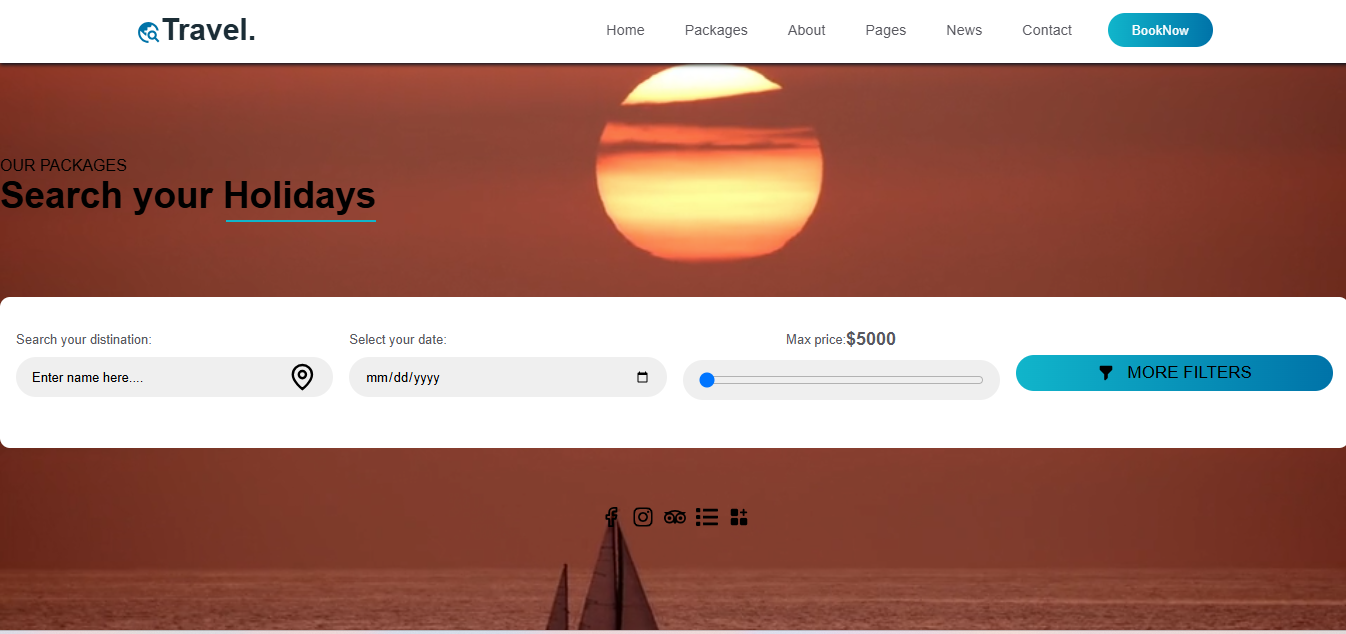 Travel.
Home Packages About Pages News Contact BookNow
OUR PACKAGES
Search your Holidays
Search your distination: Select your date: Max price:$5000
Enter name here.... mm/dd/yyyy MORE FILTERS